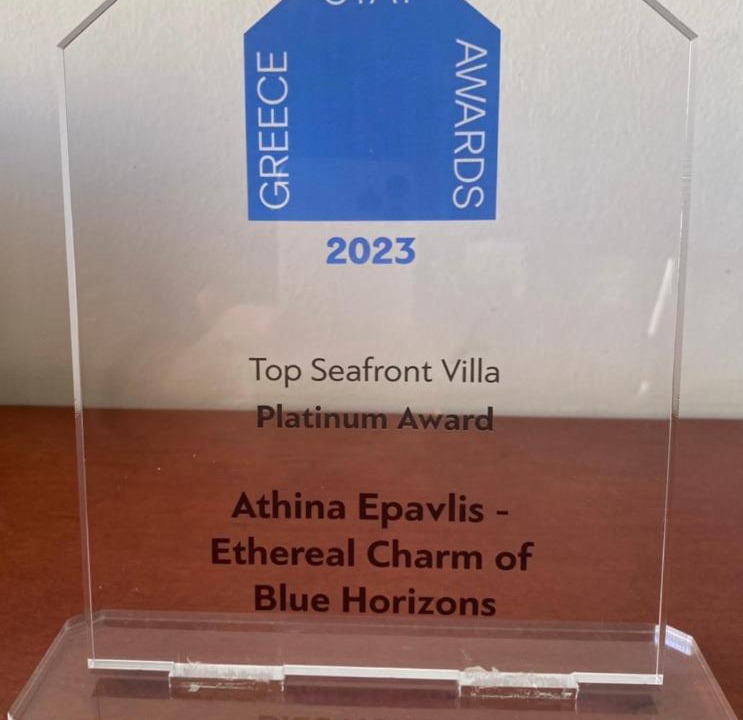 GREECE
AWARDS
2023
Top Seafront Villa
Platinum Award
Athina Epavlis -
Ethereal Charm of
Blue Horizons